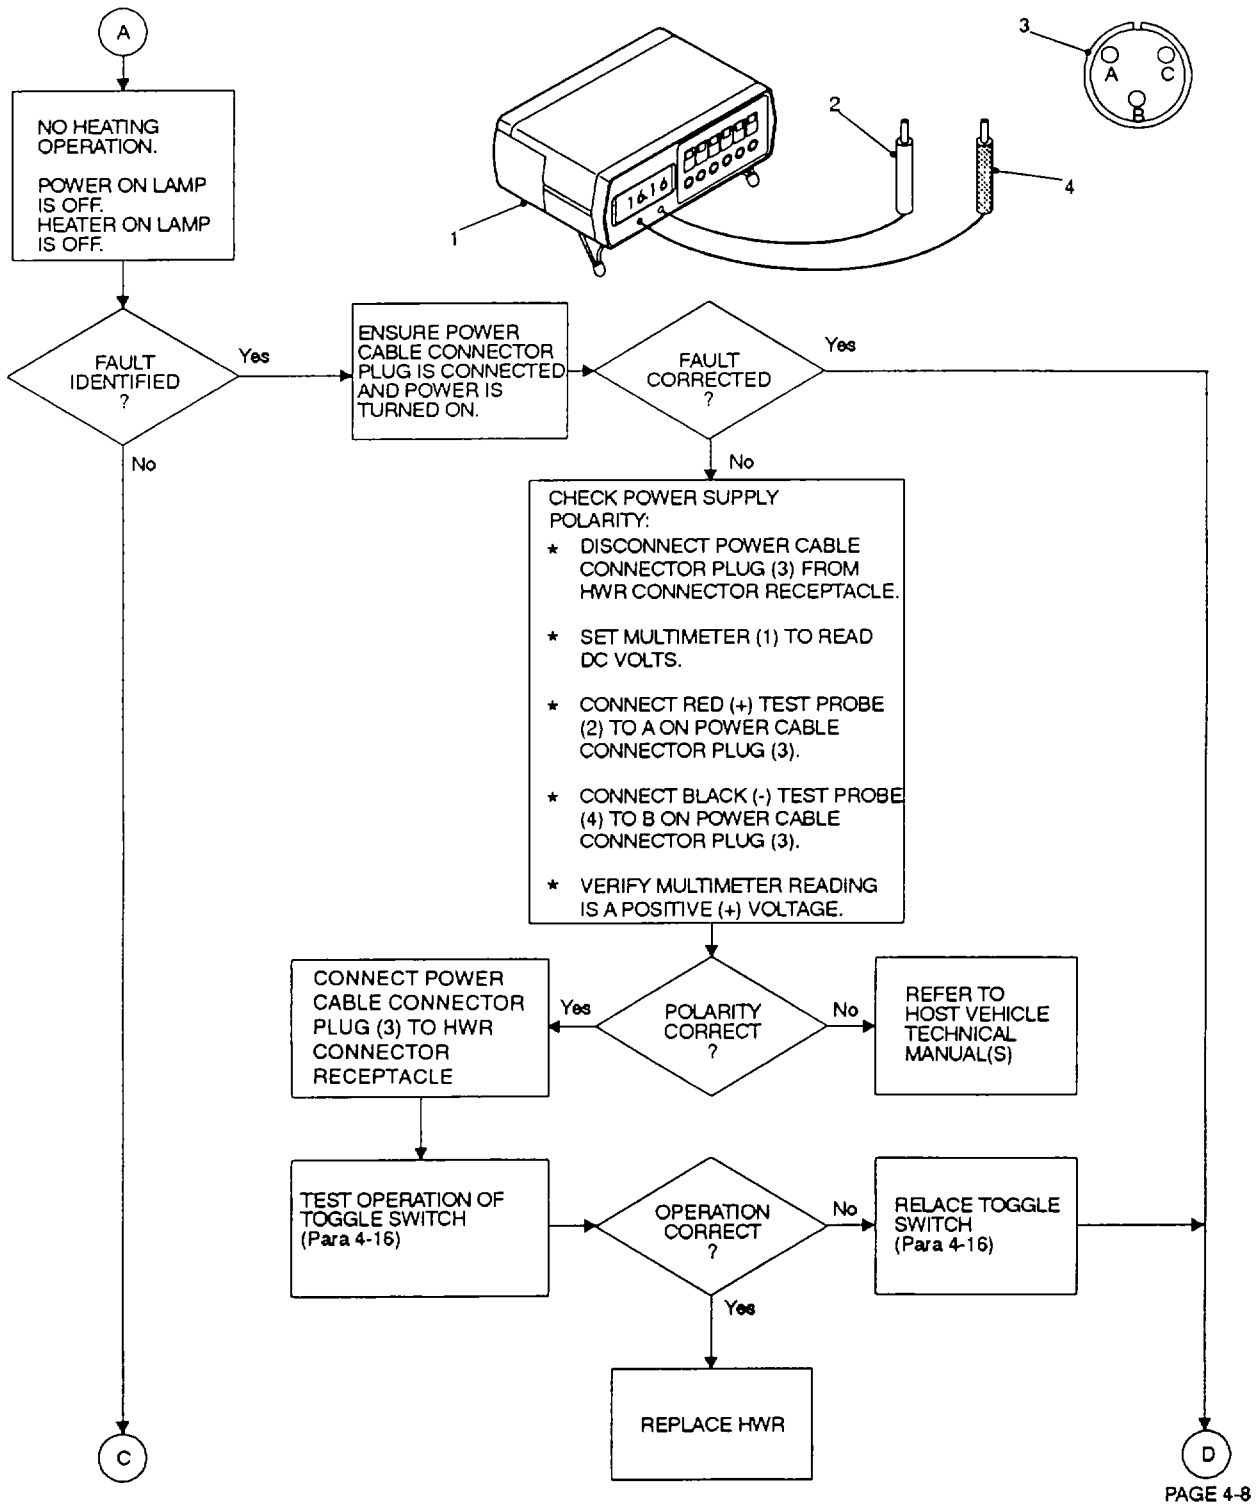 A
NO HEATING
OPERATION.
POWER ON LAMP
IS OFF.
HEATER ON LAMP
IS OFF.
16.16
1
2
4
3
A
C
B
FAULT
IDENTIFIED
?
Yes
No
ENSURE POWER
CABLE CONNECTOR
PLUG IS CONNECTED
AND POWER IS
TURNED ON.
FAULT
CORRECTED
?
Yes
No
CHECK POWER SUPPLY
POLARITY:
* DISCONNECT POWER CABLE
CONNECTOR PLUG (3) FROM
HWR CONNECTOR RECEPTACLE.
* SET MULTIMETER (1) TO READ
DC VOLTS.
* CONNECT RED (+) TEST PROBE
(2) TO A ON POWER CABLE
CONNECTOR PLUG (3).
* CONNECT BLACK (-) TEST PROBE
(4) TO B ON POWER CABLE
CONNECTOR PLUG (3).
* VERIFY MULTIMETER READING
IS A POSITIVE (+) VOLTAGE.
POLARITY
CORRECT
?
Yes
No
CONNECT POWER
CABLE CONNECTOR
PLUG (3) TO HWR
CONNECTOR
RECEPTACLE
REFER TO
HOST VEHICLE
TECHNICAL
MANUAL(S)
TEST OPERATION OF
TOGGLE SWITCH
(Para 4-16)
OPERATION
CORRECT
?
No
Yes
RELACE TOGGLE
SWITCH
(Para 4-16)
REPLACE HWR
C
D
PAGE 4-8